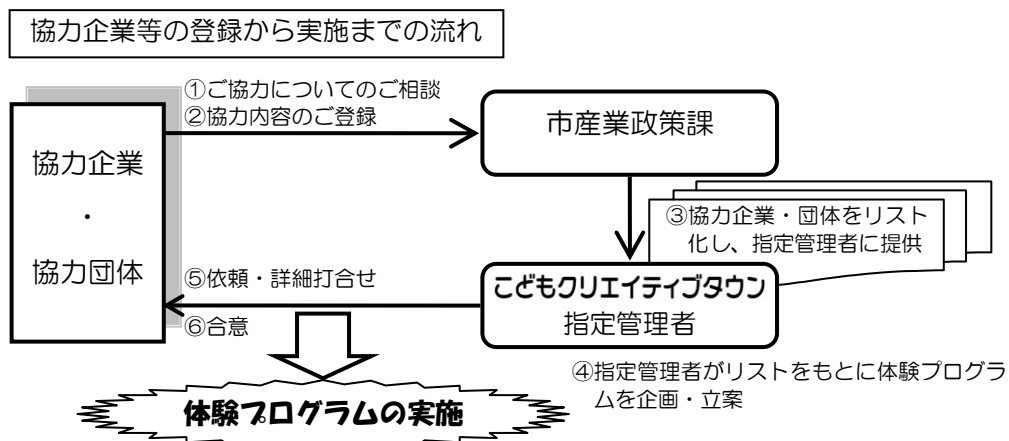 協力企業等の登録から実施までの流れ
①ご協力についてのご相談
②協力内容のご登録
協力企業
・
協力団体
市産業政策課
③協力企業・団体をリスト
化し、指定管理者に提供
⑤依頼・詳細打合せ
⑥合意
こどもクリエイティブタウン
指定管理者
④指定管理者がリストをもとに体験プログラ
ムを企画・立案
体験プログラムの実施